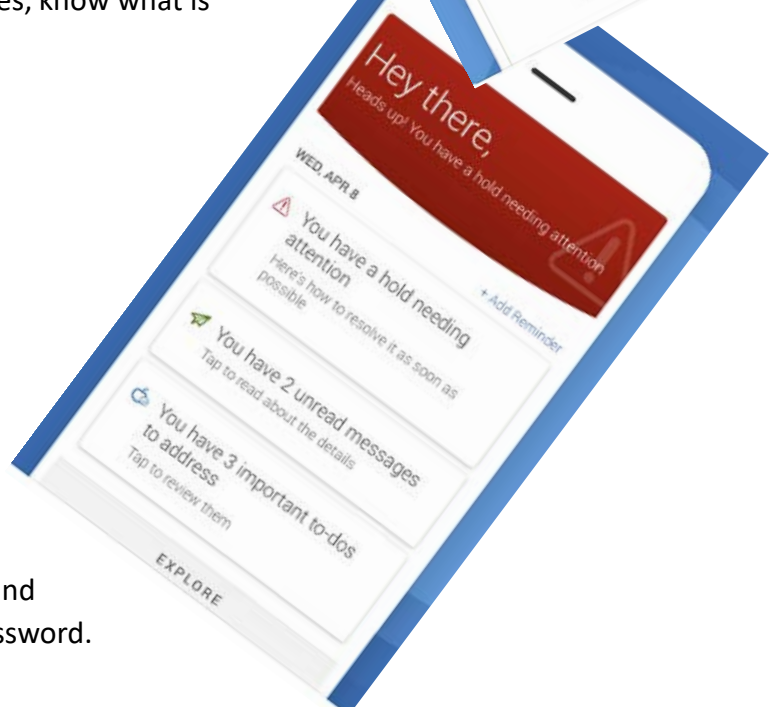 es, know what is
Hey there,
Heads up! You have a hold needing attention
WED, APR 8
+ Add Reminder
You have a hold needing
attention
Here's how to resolve it as soon as
possible
You have 2 unread messages
Tap to read about the details
You have 3 important to-dos
to address
Tap to review them
EXPLORE
nd
ssword.